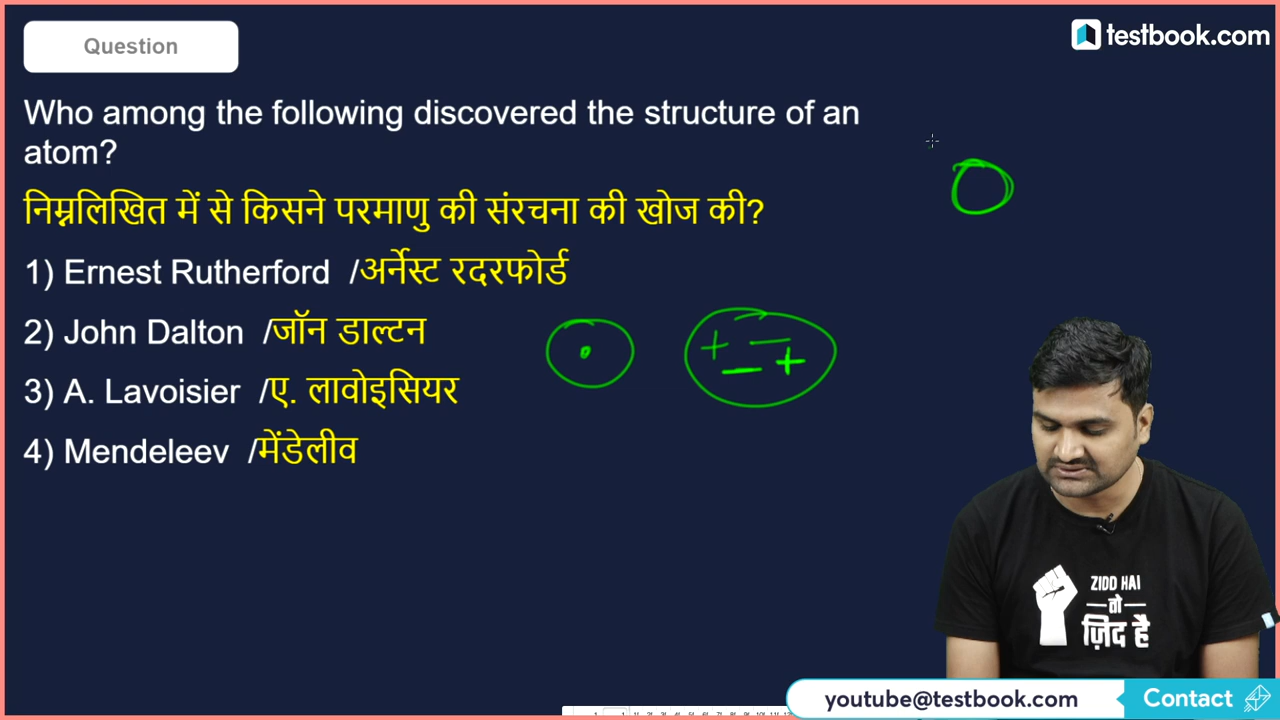 Question
testbook.com
Who among the following discovered the structure of an
atom?
निम्नलिखित में से किसने परमाणु की संरचना की खोज की?
1) Ernest Rutherford /अर्नेस्ट रदरफोर्ड
2) John Dalton /जॉन डाल्टन
3) A. Lavoisier /ए. लावोइसियर
4) Mendeleev /मेंडेलीव
+ −
− +
ZIDD HAI
तो
ज़िद है
youtube@testbook.com
Contact